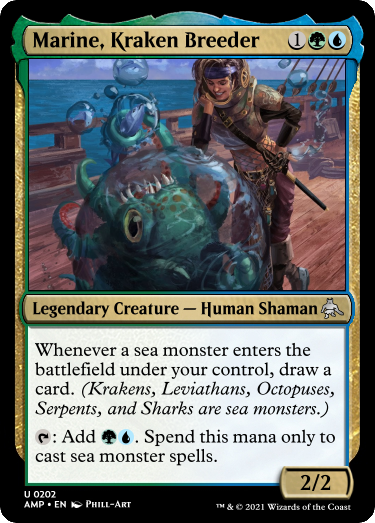 Marine, Kraken Breeder 1
Legendary Creature — Human Shaman
Whenever a sea monster enters the
battlefield under your control, draw a
card. (Krakens, Leviathans, Octopuses,
Serpents, and Sharks are sea monsters.)
: Add . Spend this mana only to
cast sea monster spells.
2/2
U 0202
AMP • EN Phill-Art
™ & © 2021 Wizards of the Coast